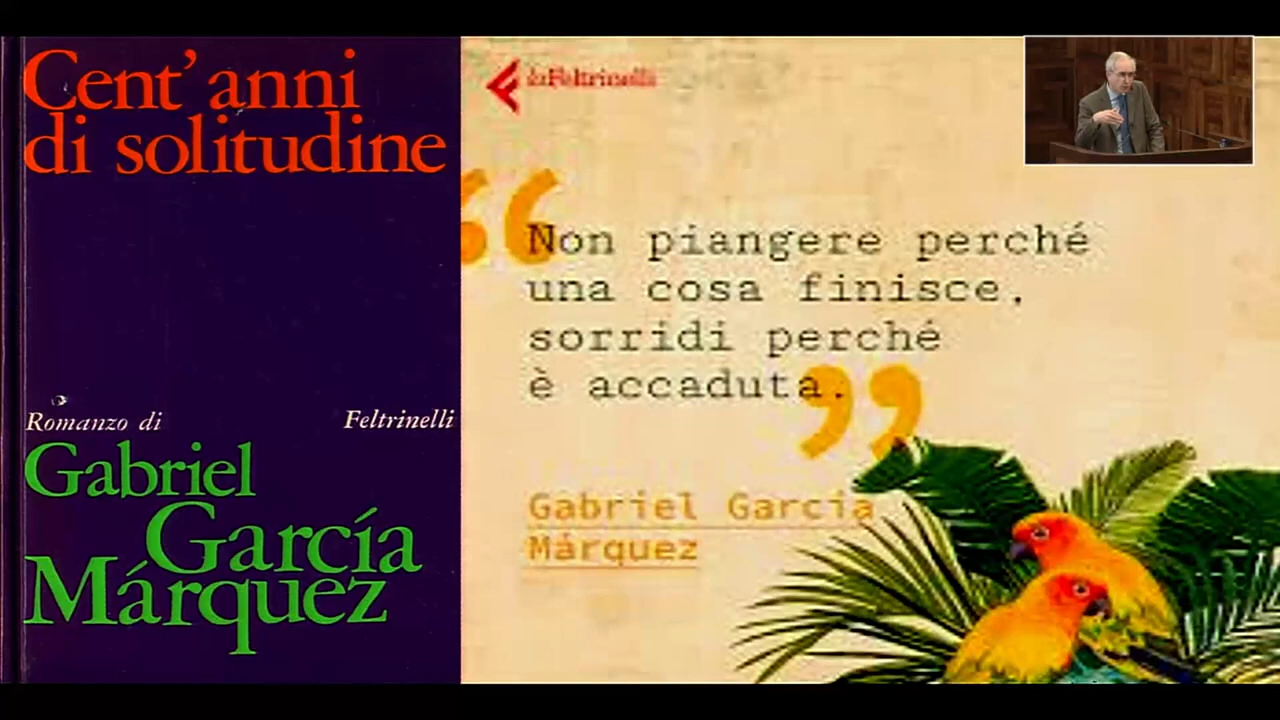 Cent'anni
di solitudine
Romanzo di
Feltrinelli
Gabriel
García
Márquez
laFeltrinelli
“Non piangere perché
una cosa finisce,
sorridi perché
è accaduta.”
Gabriel García
Márquez